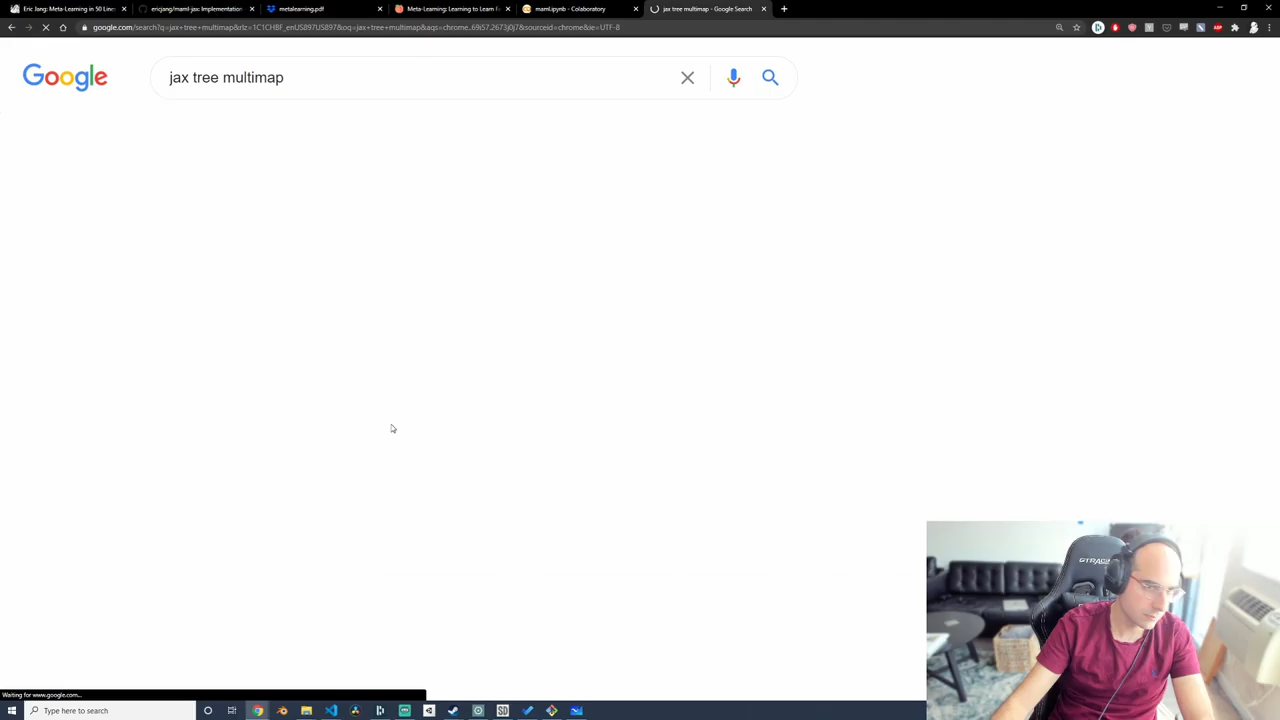 Eric Jang: Meta-Learning in 50 Lines
ericjang/maml-jax: Implementation
metalearning.pdf
Meta-Learning: Learning to Learn F
maml.ipynb - Colaboratory
jax tree multimap - Google Search
google.com/search?q=jax+tree+multimap&rlz=1C1CHBF_enUS897US897&oq=jax+tree+multimap&aqs=chrome..69i57.2673j0j7&sourceid=chrome&ie=UTF-8
Google
jax tree multimap
GTRACING
Waiting for www.google.com...
Type here to search